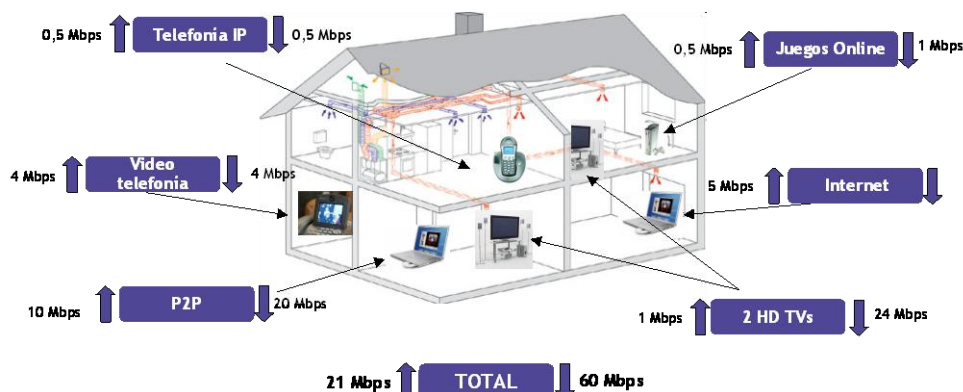 0,5 Mbps Telefonía IP 0,5 Mbps
0,5 Mbps Juegos Online 1 Mbps
4 Mbps Video telefonía 4 Mbps
5 Mbps Internet
10 Mbps P2P 20 Mbps
1 Mbps 2 HD TVs 24 Mbps
21 Mbps TOTAL 60 Mbps